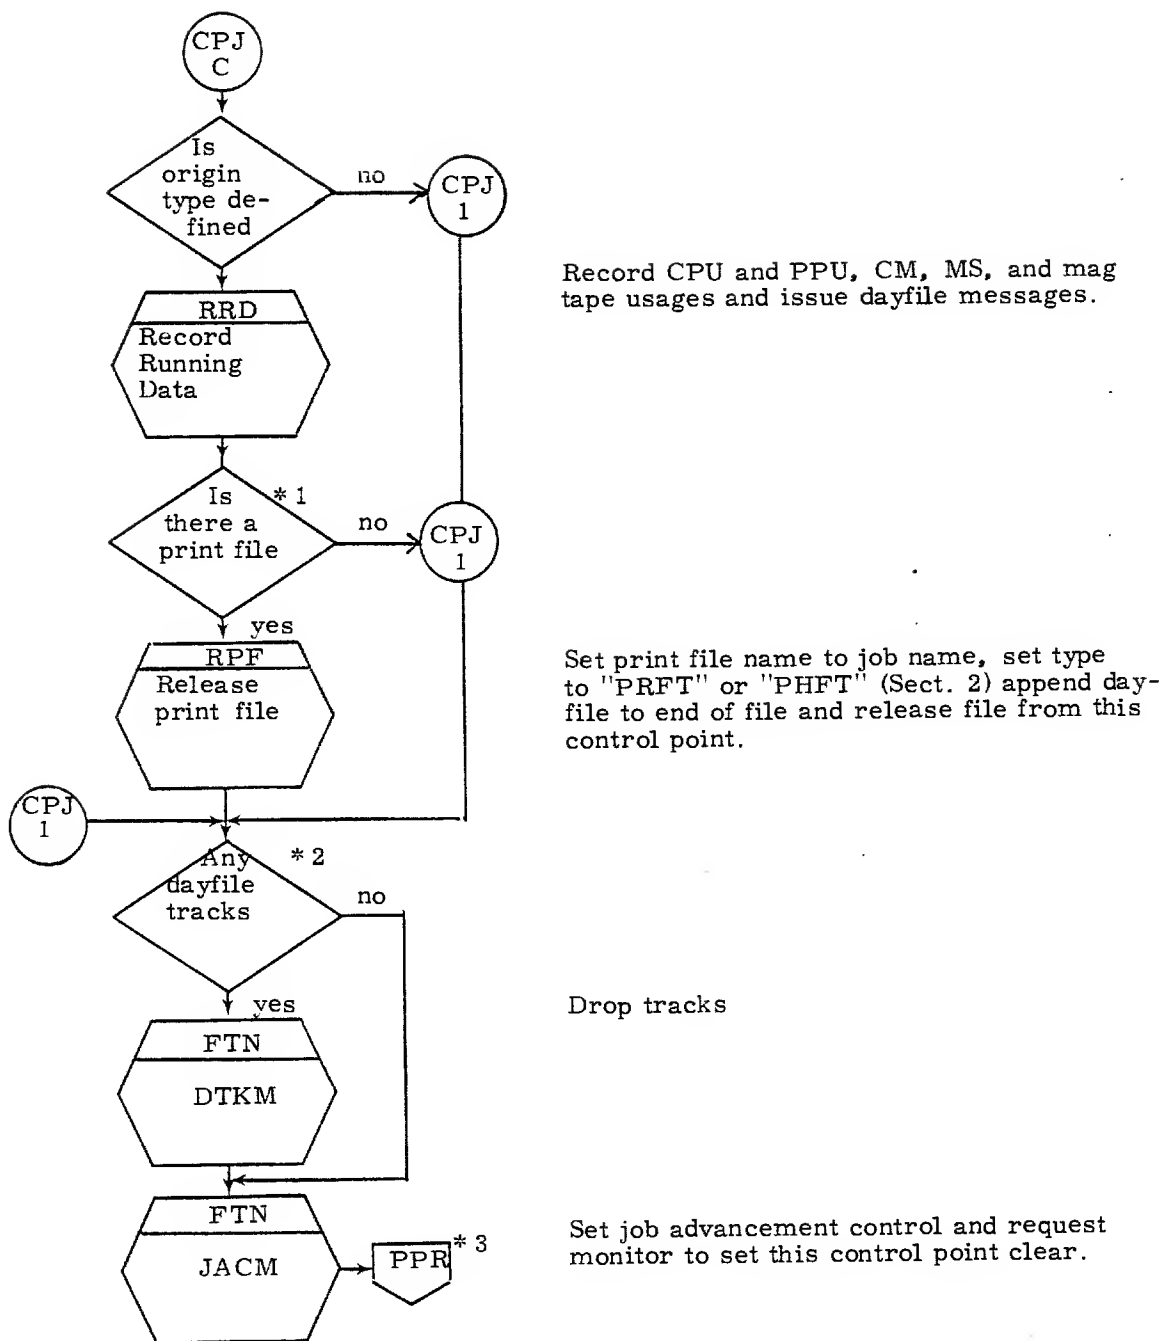 CPJ
C
Is
origin
type de-
fined
no
CPJ
1
Record CPU and PPU, CM, MS, and mag
tape usages and issue dayfile messages.
RRD
Record
Running
Data
Is
there a
print file
* 1
no
CPJ
1
yes
RPF
Release
print file
Set print file name to job name, set type
to "PRFT" or "PHFT" (Sect. 2) append day-
file to end of file and release file from this
control point.
CPJ
1
Any
dayfile
tracks
* 2
no
yes
FTN
DTKM
Drop tracks
FTN
JACM
PPR
* 3
Set job advancement control and request
monitor to set this control point clear.